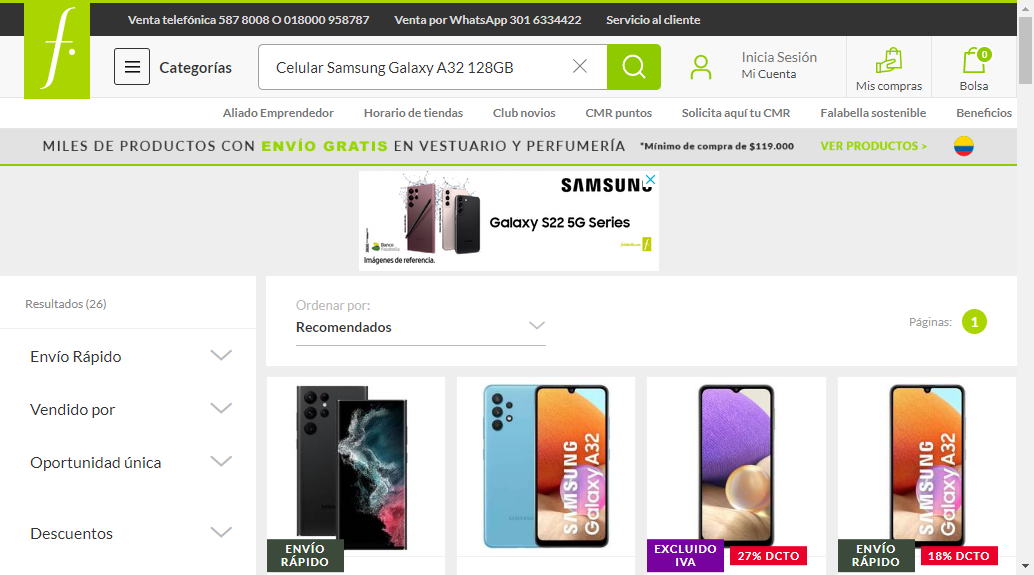 Venta telefónica 587 8008 O 018000 958787 Venta por WhatsApp 301 6334422 Servicio al cliente
f.
Categorías
Celular Samsung Galaxy A32 128GB
Inicia Sesión
Mi Cuenta
Mis compras
0
Bolsa
Aliado Emprendedor Horario de tiendas Club novios CMR puntos Solicita aquí tu CMR Falabella sostenible Beneficios
MILES DE PRODUCTOS CON ENVÍO GRATIS EN VESTUARIO Y PERFUMERÍA *Mínimo de compra de $119.000 VER PRODUCTOS >
SAMSUNG
Galaxy S22 5G Series
Banco
Falabella
Imágenes de referencia.
Resultados (26)
Ordenar por:
Recomendados
Páginas: 1
Envío Rápido
Vendido por
Oportunidad única
Descuentos
SAMSUNG
Galaxy A32
SAMSUNG
Galaxy A32
ENVÍO
RÁPIDO
EXCLUIDO
IVA
27% DCTO
ENVÍO
RÁPIDO
18% DCTO